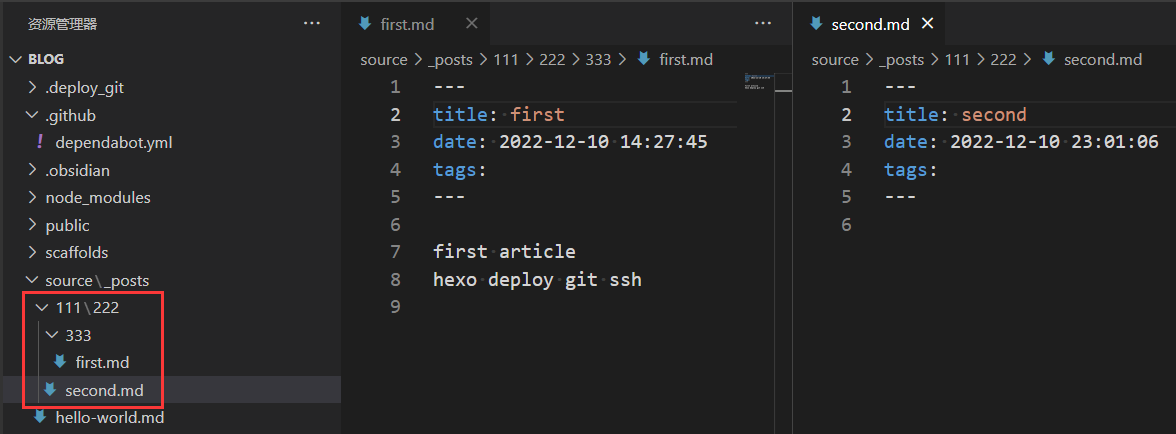 资源管理器 ···
BLOG
.deploy_git
.github
! dependabot.yml
.obsidian
node_modules
public
scaffolds
source\_posts
111\222
333
first.md
second.md
hello-world.md
first.md × ···
source > _posts > 111 > 222 > 333 > first.md
1 ---
2 title: first
3 date: 2022-12-10 14:27:45
4 tags:
5 ---
6
7 first article
8 hexo deploy git ssh
9
second.md ×
source > _posts > 111 > 222 > second.md
1 ---
2 title: second
3 date: 2022-12-10 23:01:06
4 tags:
5 ---
6